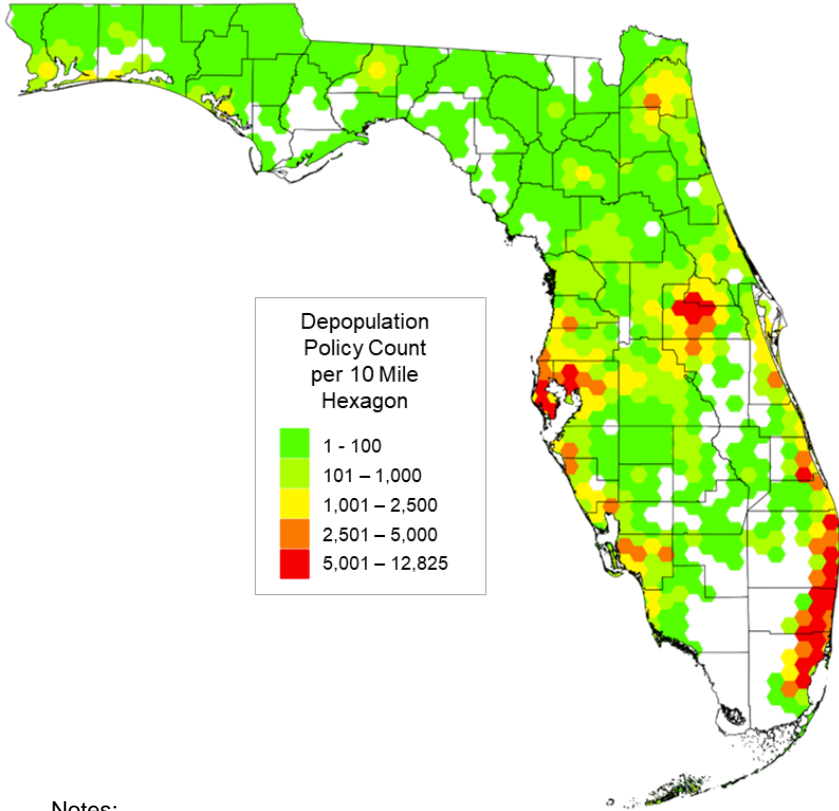 Depopulation
Policy Count
per 10 Mile
Hexagon
1 - 100
101 – 1,000
1,001 – 2,500
2,501 – 5,000
5,001 – 12,825
Notes: